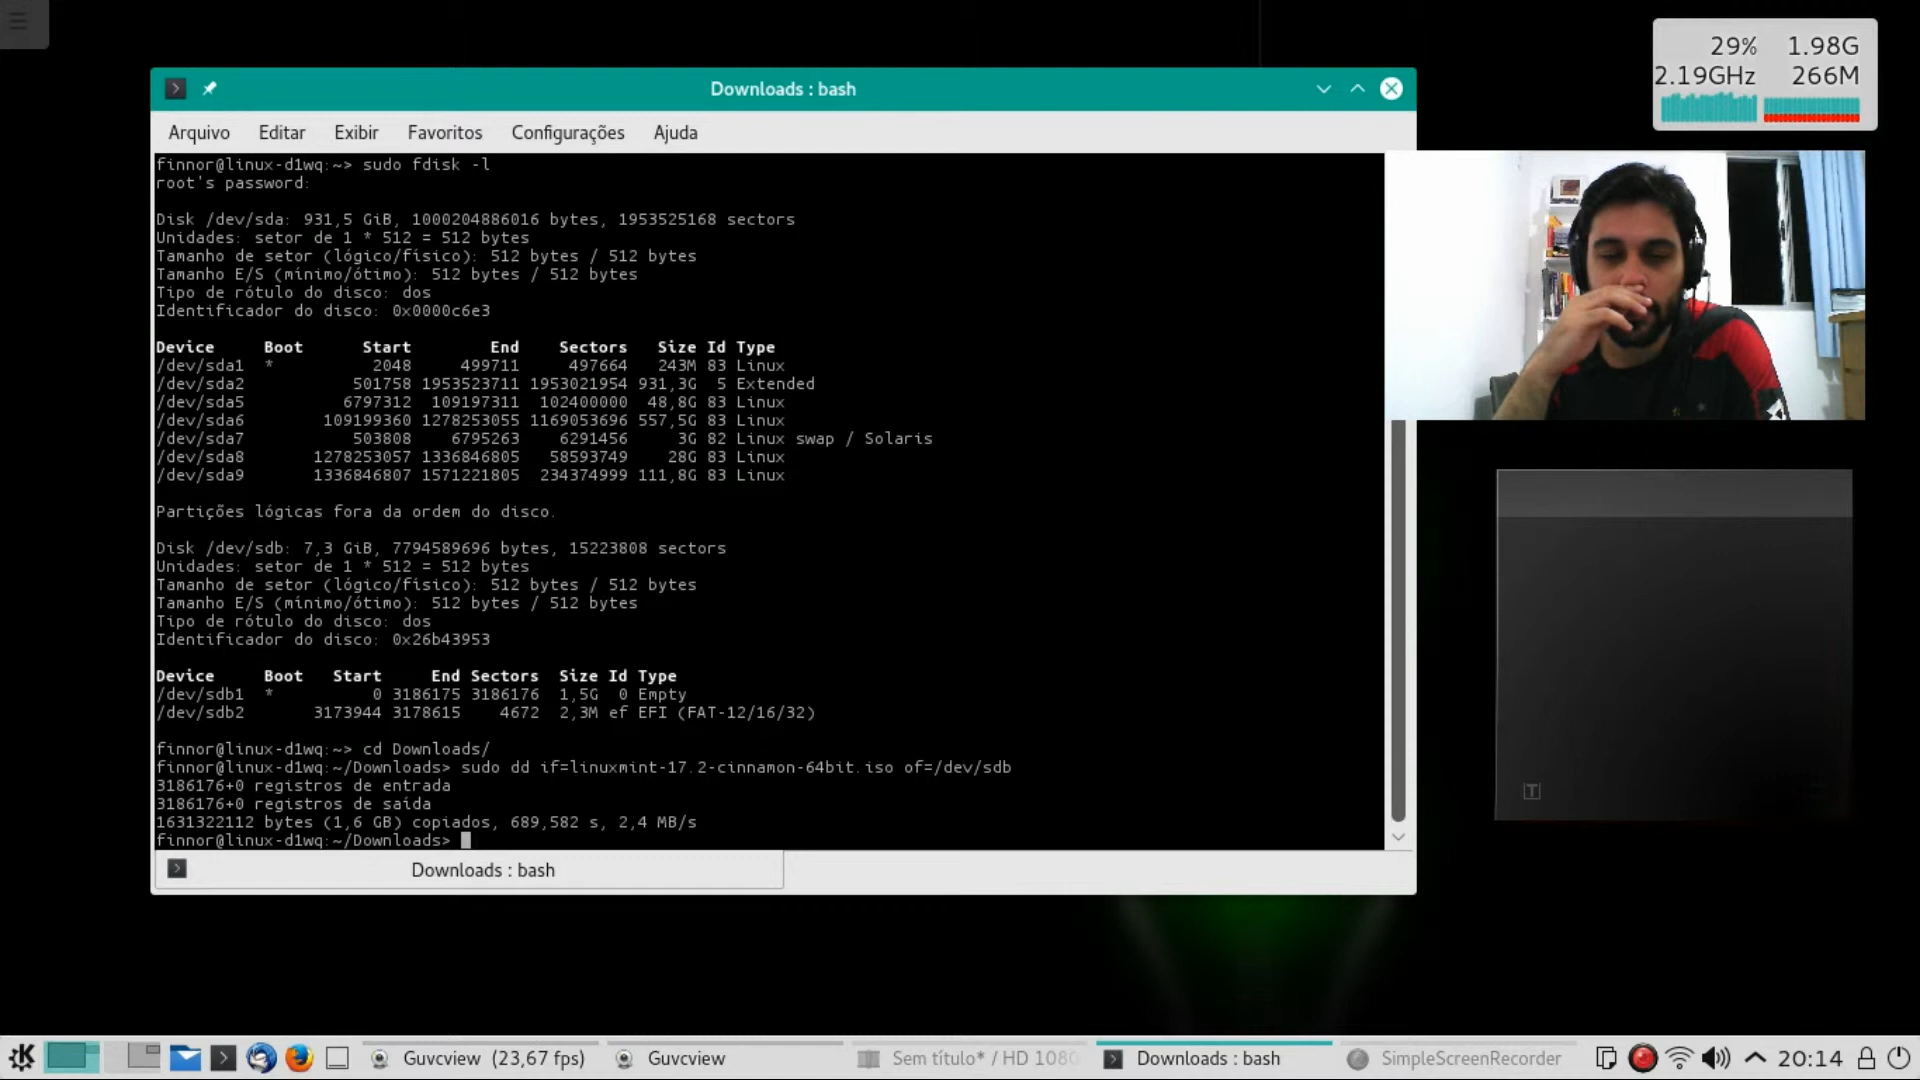 29% 1.98G
2.19GHz 266M
Downloads : bash
Arquivo Editar Exibir Favoritos Configurações Ajuda
finnor@linux-d1wq:~> sudo fdisk -l
root's password:
Disk /dev/sda: 931,5 GiB, 1000204886016 bytes, 1953525168 sectors
Unidades: setor de 1 * 512 = 512 bytes
Tamanho de setor (lógico/físico): 512 bytes / 512 bytes
Tamanho E/S (mínimo/ótimo): 512 bytes / 512 bytes
Tipo de rótulo do disco: dos
Identificador do disco: 0x0000c6e3
Device Boot Start End Sectors Size Id Type
/dev/sda1 * 2048 499711 497664 243M 83 Linux
/dev/sda2 501758 1953523711 1953021954 931,3G 5 Extended
/dev/sda5 6797312 109197311 102400000 48,8G 83 Linux
/dev/sda6 109199360 1278253055 1169053696 557,5G 83 Linux
/dev/sda7 503808 6795263 6291456 3G 82 Linux swap / Solaris
/dev/sda8 1278253057 1336846805 58593749 28G 83 Linux
/dev/sda9 1336846807 1571221805 234374999 111,8G 83 Linux
Partições lógicas fora da ordem do disco.
Disk /dev/sdb: 7,3 GiB, 7794589696 bytes, 15223808 sectors
Unidades: setor de 1 * 512 = 512 bytes
Tamanho de setor (lógico/físico): 512 bytes / 512 bytes
Tamanho E/S (mínimo/ótimo): 512 bytes / 512 bytes
Tipo de rótulo do disco: dos
Identificador do disco: 0x26b43953
Device Boot Start End Sectors Size Id Type
/dev/sdb1 * 0 3186175 3186176 1,5G 0 Empty
/dev/sdb2 3173944 3178615 4672 2,3M ef EFI (FAT-12/16/32)
finnor@linux-d1wq:~> cd Downloads/
finnor@linux-d1wq:~/Downloads> sudo dd if=linuxmint-17.2-cinnamon-64bit.iso of=/dev/sdb
3186176+0 registros de entrada
3186176+0 registros de saída
1631322112 bytes (1,6 GB) copiados, 689,582 s, 2,4 MB/s
finnor@linux-d1wq:~/Downloads>
Downloads : bash
T
Guvcview (23,67 fps) Guvcview Sem título* / HD 1080 Downloads : bash SimpleScreenRecorder 20:14